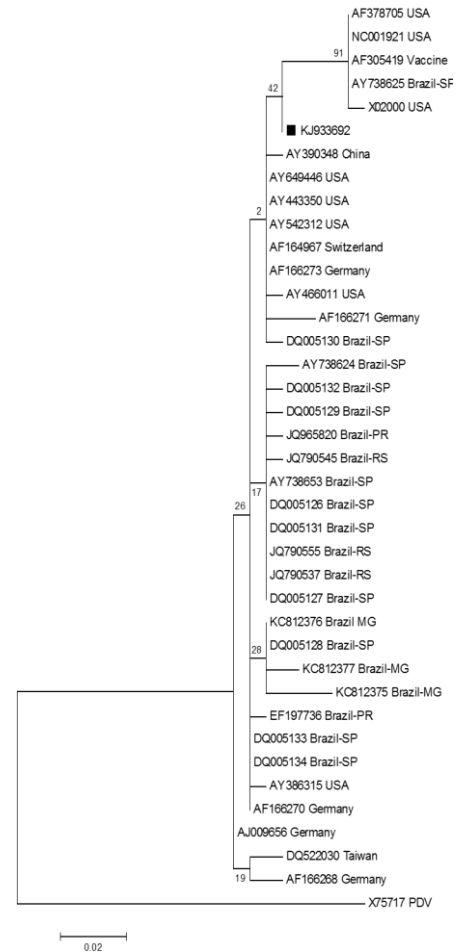 AF378705 USA
NC001921 USA
91
AF305419 Vaccine
AY738625 Brazil-SP
42
X02000 USA
KJ933692
AY390348 China
AY649446 USA
AY443350 USA
2
AY542312 USA
AF164967 Switzerland
AF166273 Germany
AY466011 USA
AF166271 Germany
DQ005130 Brazil-SP
AY738624 Brazil-SP
DQ005132 Brazil-SP
DQ005129 Brazil-SP
JQ965820 Brazil-PR
JQ790545 Brazil-RS
AY738653 Brazil-SP
17
26
DQ005126 Brazil-SP
DQ005131 Brazil-SP
JQ790555 Brazil-RS
JQ790537 Brazil-RS
DQ005127 Brazil-SP
KC812376 Brazil MG
28
DQ005128 Brazil-SP
KC812377 Brazil-MG
KC812375 Brazil-MG
EF197736 Brazil-PR
DQ005133 Brazil-SP
DQ005134 Brazil-SP
AY386315 USA
AF166270 Germany
AJ009656 Germany
DQ522030 Taiwan
19
AF166268 Germany
X75717 PDV
0.02